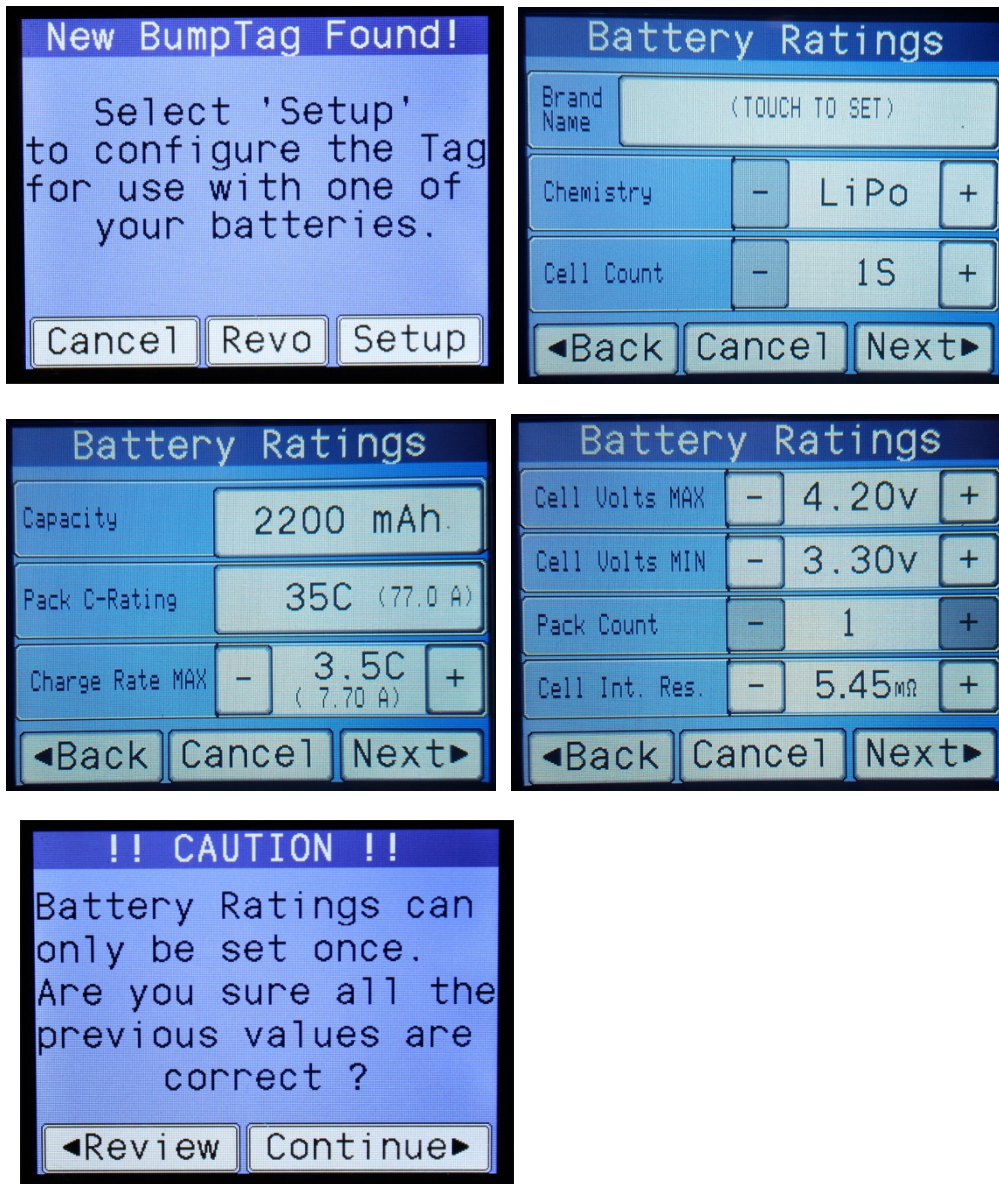 New BumpTag Found!
Select 'Setup'
to configure the Tag
for use with one of
your batteries.
Cancel Revo Setup
Battery Ratings
Brand
Name
(TOUCH TO SET)
Chemistry - LiPo +
Cell Count - 1S +
◄Back Cancel Next►
Battery Ratings
Capacity 2200 mAh
Pack C-Rating 35C (77.0 A)
Charge Rate MAX - 3.5C +
( 7.70 A)
◄Back Cancel Next►
Battery Ratings
Cell Volts MAX - 4.20v +
Cell Volts MIN - 3.30v +
Pack Count - 1 +
Cell Int. Res. - 5.45mΩ +
◄Back Cancel Next►
!! CAUTION !!
Battery Ratings can
only be set once.
Are you sure all the
previous values are
correct ?
◄Review Continue►